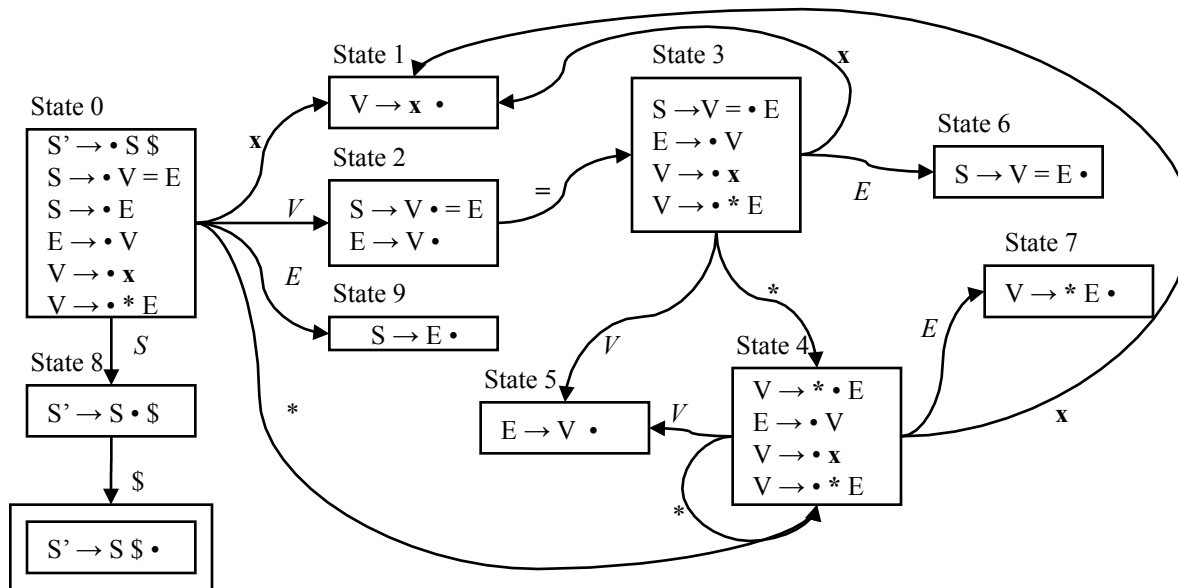 State 0
S’ → • S $
S → • V = E
S → • E
E → • V
V → • x
V → • * E
S
State 8
S’ → S • $
$
S’ → S $ •
x
V
E
*
State 1
V → x •
State 2
S → V • = E
E → V •
State 9
S → E •
=
State 3
S →V = • E
E → • V
V → • x
V → • * E
x
E
State 6
S → V = E •
V
*
State 5
E → V •
V
*
State 4
V → * • E
E → • V
V → • x
V → • * E
E
x
State 7
V → * E •